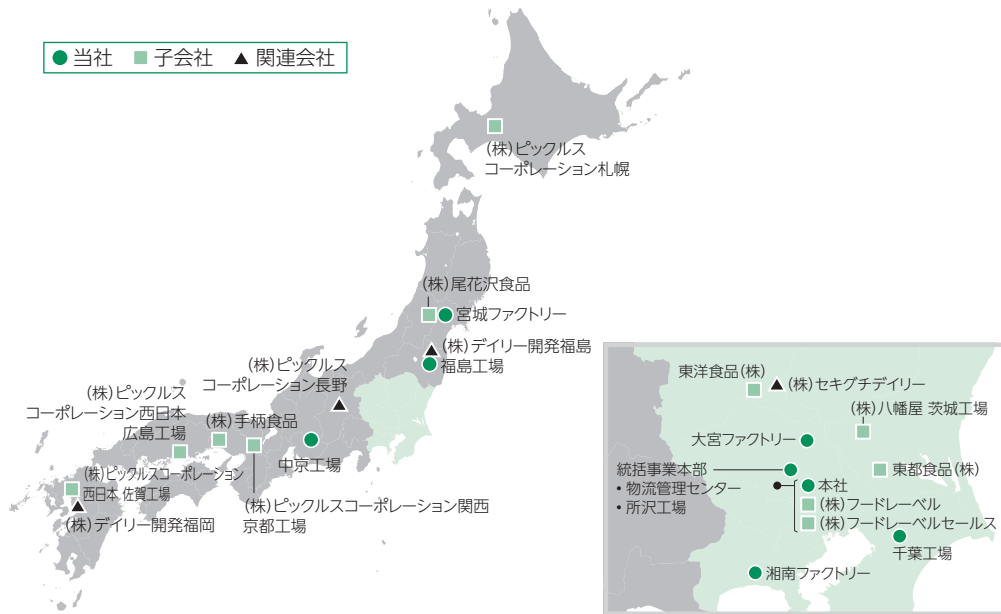 当社 子会社 関連会社
(株)ピックルス
コーポレーション札幌
(株)尾花沢食品
宮城ファクトリー
(株)デイリー開発福島
福島工場
(株)ピックルス
コーポレーション長野
(株)ピックルス
コーポレーション西日本
広島工場
(株)手柄食品
中京工場
(株)ピックルスコーポレーション
西日本 佐賀工場
(株)ピックルスコーポレーション関西
京都工場
(株)デイリー開発福岡
東洋食品(株)
(株)セキグチデイリー
(株)八幡屋 茨城工場
大宮ファクトリー
統括事業本部
• 物流管理センター
• 所沢工場
東都食品(株)
本社
(株)フードレーベル
(株)フードレーベルセールス
千葉工場
湘南ファクトリー